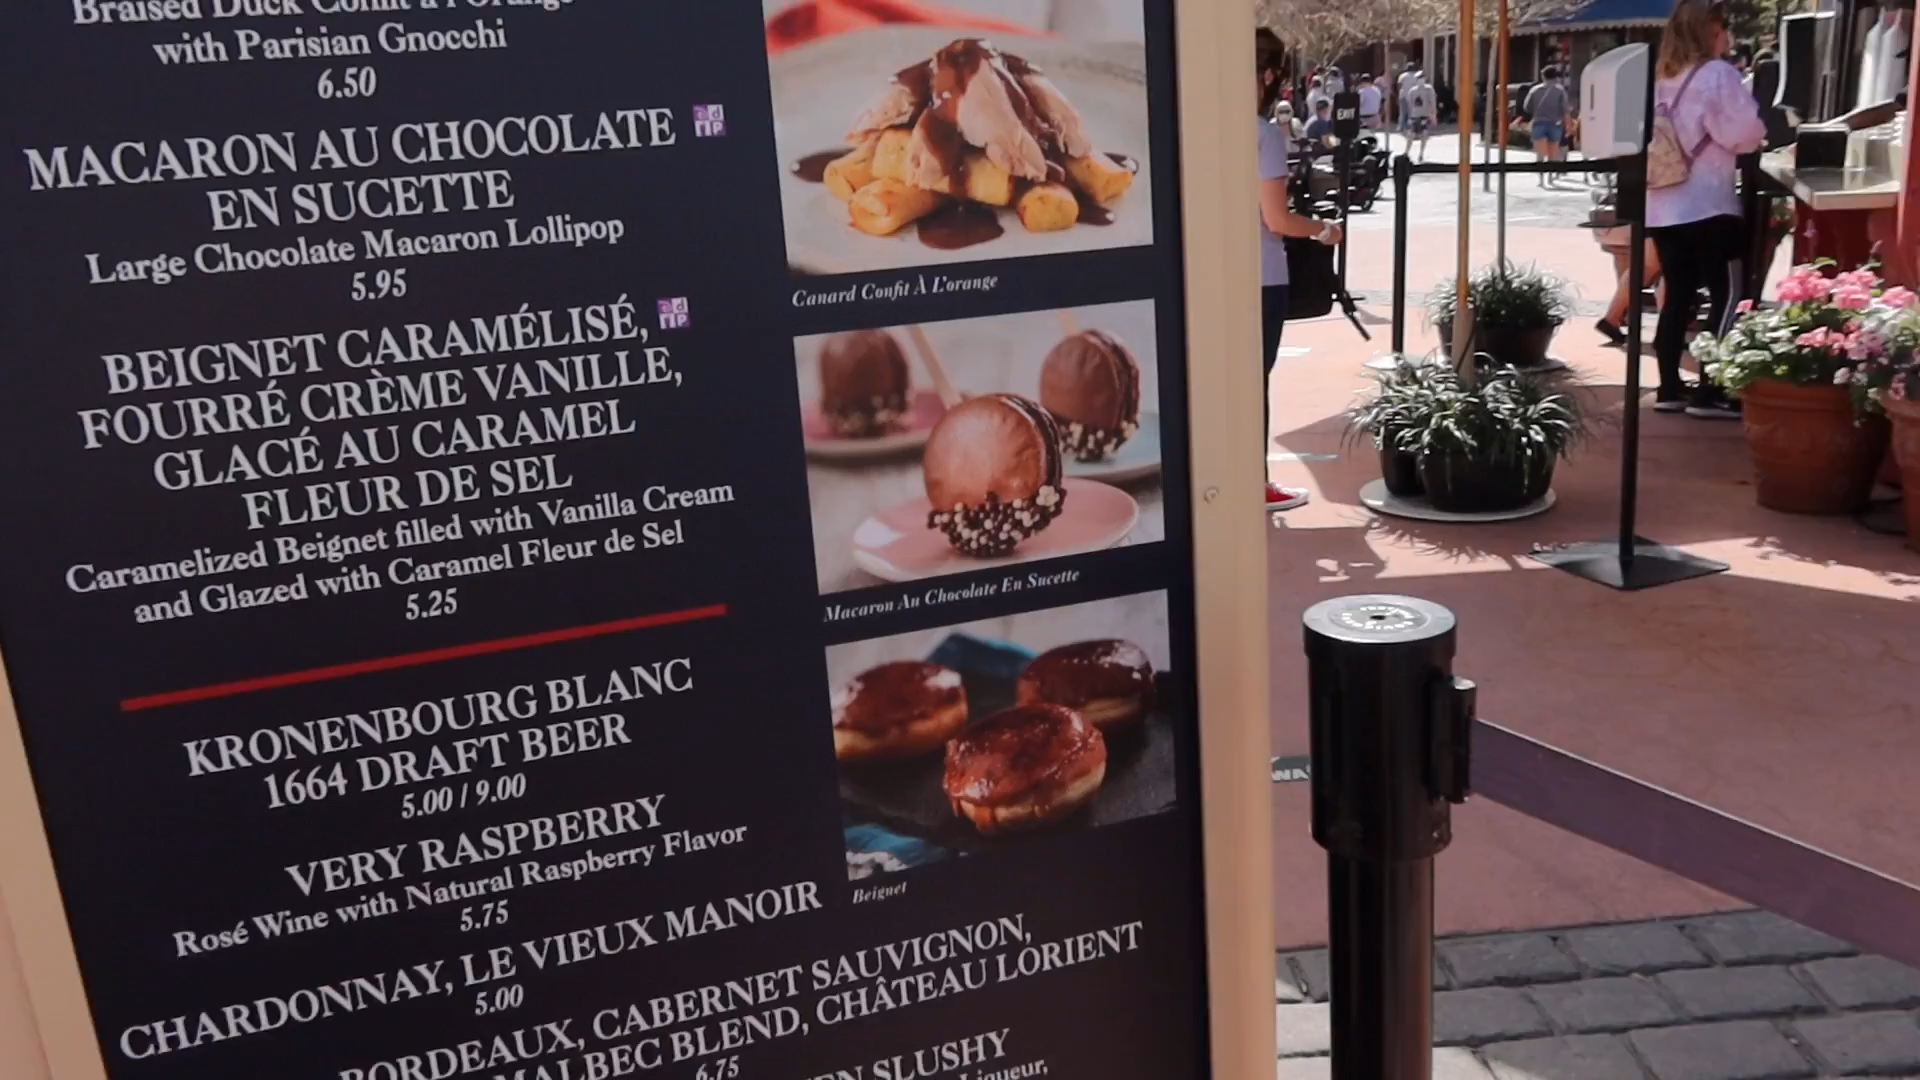 Braised Duck Confit à l'Orange
with Parisian Gnocchi
6.50
MACARON AU CHOCOLATE
EN SUCETTE
Large Chocolate Macaron Lollipop
5.95
BEIGNET CARAMÉLISÉ,
FOURRÉ CRÈME VANILLE,
GLACÉ AU CARAMEL
FLEUR DE SEL
Caramelized Beignet filled with Vanilla Cream
and Glazed with Caramel Fleur de Sel
5.25
KRONENBOURG BLANC
1664 DRAFT BEER
5.00 / 9.00
VERY RASPBERRY
Rosé Wine with Natural Raspberry Flavor
5.75
CHARDONNAY, LE VIEUX MANOIR
5.00
BORDEAUX, CABERNET SAUVIGNON,
MALBEC BLEND, CHÂTEAU LORIENT
6.75
SLUSHY
Liqueur,
Canard Confit À L'orange
Macaron Au Chocolate En Sucette
Beignet
EXIT